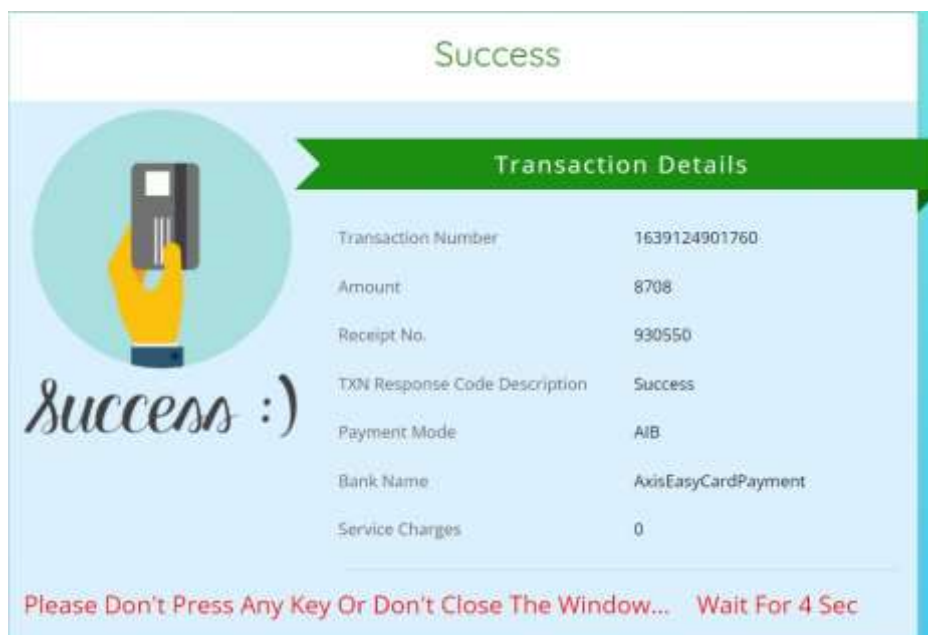 Success
Transaction Details
Transaction Number 1639124901760
Amount 8708
Receipt No. 930550
TXN Response Code Description Success
Success :)
Payment Mode AIB
Bank Name AxisEasyCardPayment
Service Charges 0
Please Don't Press Any Key Or Don't Close The Window... Wait For 4 Sec